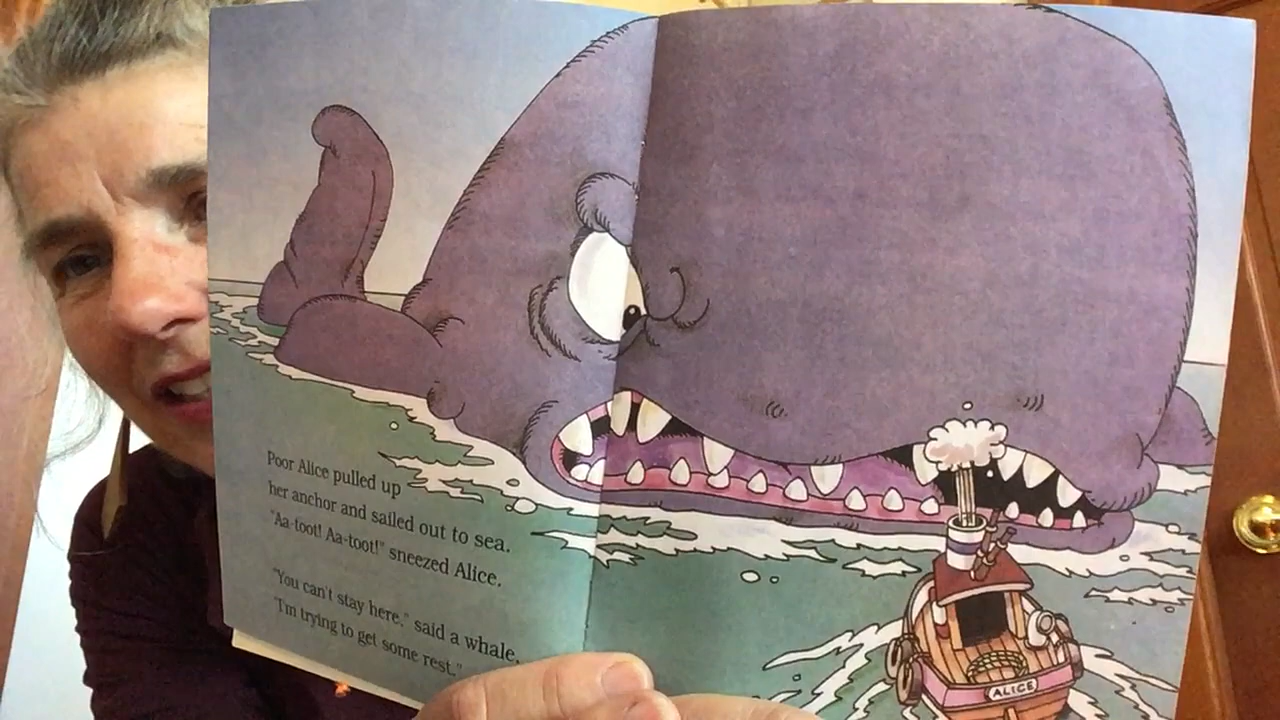 Poor Alice pulled up
her anchor and sailed out to sea.
"Aa-toot! Aa-toot!" sneezed Alice.
"You can't stay here," said a whale,
"I'm trying to get some rest."
ALICE